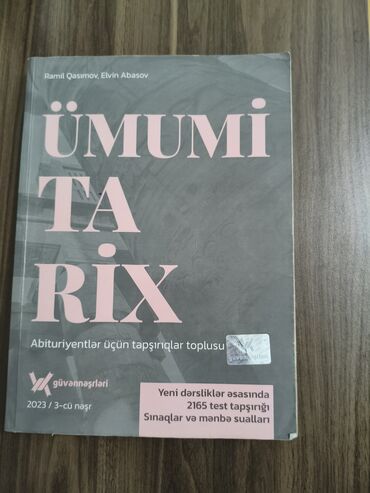 Ramil Qasımov, Elvin Abasov
ÜMUMİ
TA
RİX
Abituriyentlər üçün tapşırıqlar toplusu
güvənnəşrləri
güvənnəşrləri
2023 / 3-cü nəşr
Yeni dərsliklər əsasında
2165 test tapşırığı
Sınaqlar və mənbə sualları